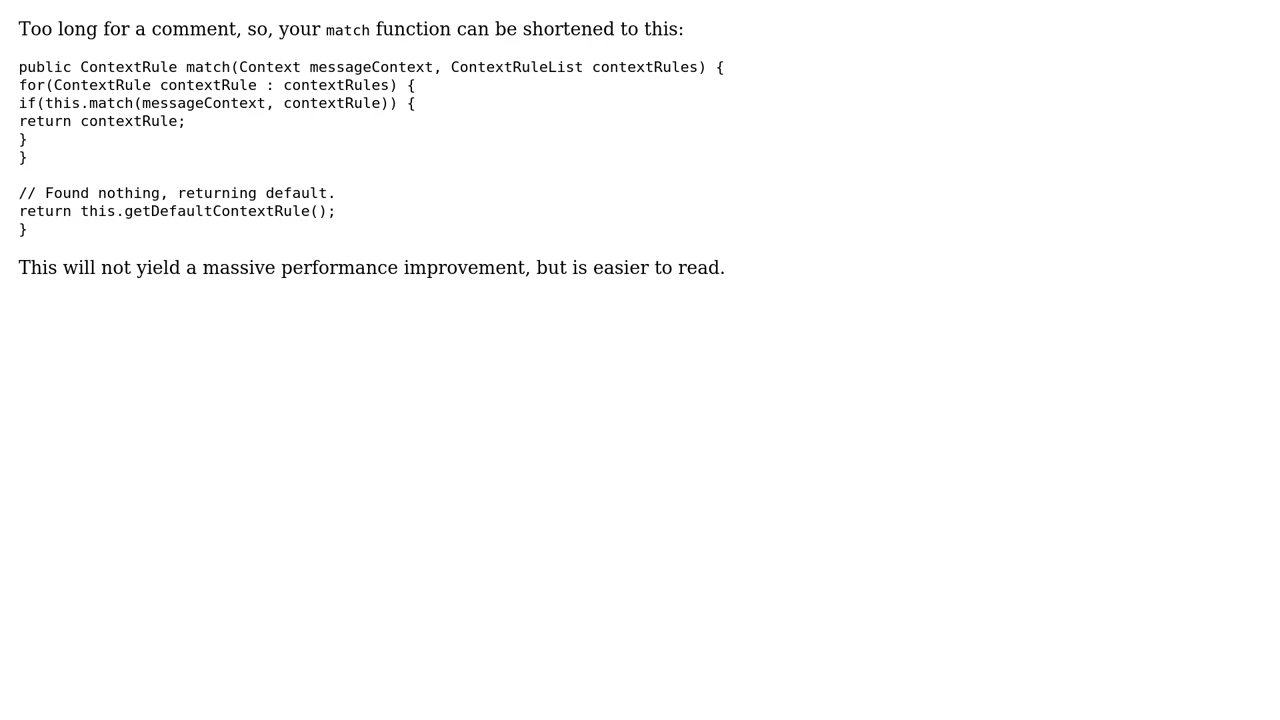 Too long for a comment, so, your match function can be shortened to this:
public ContextRule match(Context messageContext, ContextRuleList contextRules) {
for(ContextRule contextRule : contextRules) {
if(this.match(messageContext, contextRule)) {
return contextRule;
}
}
// Found nothing, returning default.
return this.getDefaultContextRule();
}
This will not yield a massive performance improvement, but is easier to read.